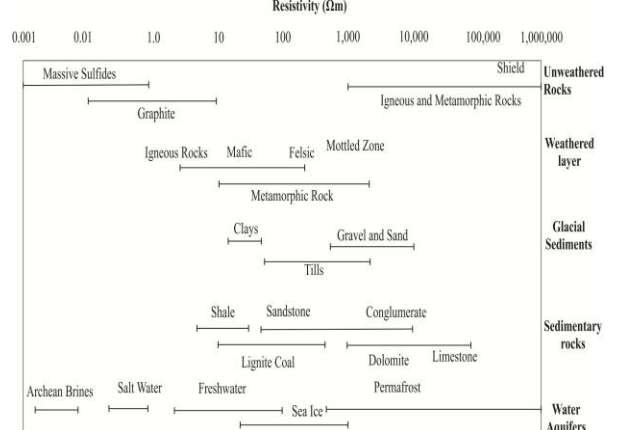 Resistivity (Ωm)
0.001 0.01 1.0 10 100 1,000 10,000 100,000 1,000,000
Massive Sulfides
Shield
Unweathered
Rocks
Graphite
Igneous and Metamorphic Rocks
Igneous Rocks Mafic Felsic Mottled Zone
Weathered
layer
Metamorphic Rock
Clays
Gravel and Sand
Glacial
Sediments
Tills
Shale Sandstone Conglomerate
Sedimentary
rocks
Lignite Coal Dolomite Limestone
Archean Brines Salt Water Freshwater Permafrost
Sea Ice
Water
Aquifers